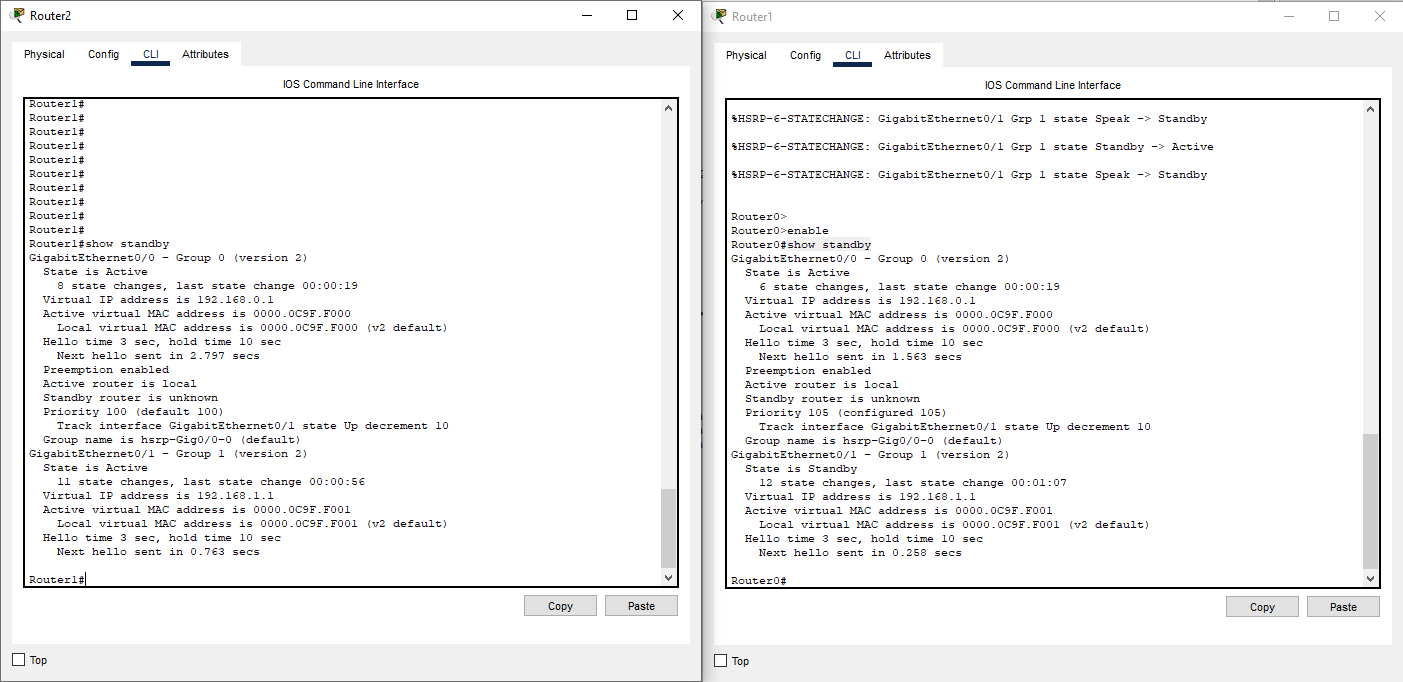 Router2
Physical Config CLI Attributes
IOS Command Line Interface
Router1#
Router1#
Router1#
Router1#
Router1#
Router1#
Router1#
Router1#
Router1#
Router1#
Router1#show standby
GigabitEthernet0/0 - Group 0 (version 2)
State is Active
8 state changes, last state change 00:00:19
Virtual IP address is 192.168.0.1
Active virtual MAC address is 0000.0C9F.F000
Local virtual MAC address is 0000.0C9F.F000 (v2 default)
Hello time 3 sec, hold time 10 sec
Next hello sent in 2.797 secs
Preemption enabled
Active router is local
Standby router is unknown
Priority 100 (default 100)
Track interface GigabitEthernet0/1 state Up decrement 10
Group name is hsrp-Gig0/0-0 (default)
GigabitEthernet0/1 - Group 1 (version 2)
State is Active
11 state changes, last state change 00:00:56
Virtual IP address is 192.168.1.1
Active virtual MAC address is 0000.0C9F.F001
Local virtual MAC address is 0000.0C9F.F001 (v2 default)
Hello time 3 sec, hold time 10 sec
Next hello sent in 0.763 secs
Router1#
Copy Paste
Top
Router1
Physical Config CLI Attributes
IOS Command Line Interface
%HSRP-6-STATECHANGE: GigabitEthernet0/1 Grp 1 state Speak -> Standby
%HSRP-6-STATECHANGE: GigabitEthernet0/1 Grp 1 state Standby -> Active
%HSRP-6-STATECHANGE: GigabitEthernet0/1 Grp 1 state Speak -> Standby
Router0>
Router0>enable
Router0#show standby
GigabitEthernet0/0 - Group 0 (version 2)
State is Active
6 state changes, last state change 00:00:19
Virtual IP address is 192.168.0.1
Active virtual MAC address is 0000.0C9F.F000
Local virtual MAC address is 0000.0C9F.F000 (v2 default)
Hello time 3 sec, hold time 10 sec
Next hello sent in 1.563 secs
Preemption enabled
Active router is local
Standby router is unknown
Priority 105 (configured 105)
Track interface GigabitEthernet0/1 state Up decrement 10
Group name is hsrp-Gig0/0-0 (default)
GigabitEthernet0/1 - Group 1 (version 2)
State is Standby
12 state changes, last state change 00:01:07
Virtual IP address is 192.168.1.1
Active virtual MAC address is 0000.0C9F.F001
Local virtual MAC address is 0000.0C9F.F001 (v2 default)
Hello time 3 sec, hold time 10 sec
Next hello sent in 0.258 secs
Router0#
Copy Paste
Top